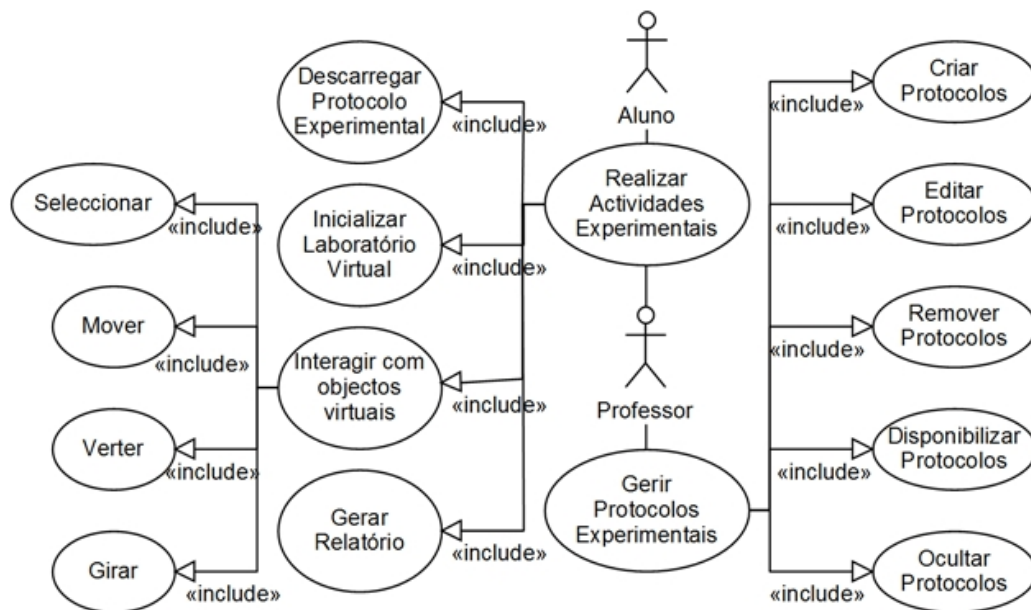 Descarregar
Protocolo
Experimental
«include»
Aluno
Criar
Protocolos
«include»
Seleccionar
«include»
Inicializar
Laboratório
Virtual
«include»
Realizar
Actividades
Experimentais
Editar
Protocolos
«include»
Mover
«include»
Interagir com
objectos
virtuais
«include»
Professor
Remover
Protocolos
«include»
Verter
«include»
Gerar
Relatório
«include»
Gerir
Protocolos
Experimentais
Disponibilizar
Protocolos
«include»
Girar
«include»
Ocultar
Protocolos
«include»